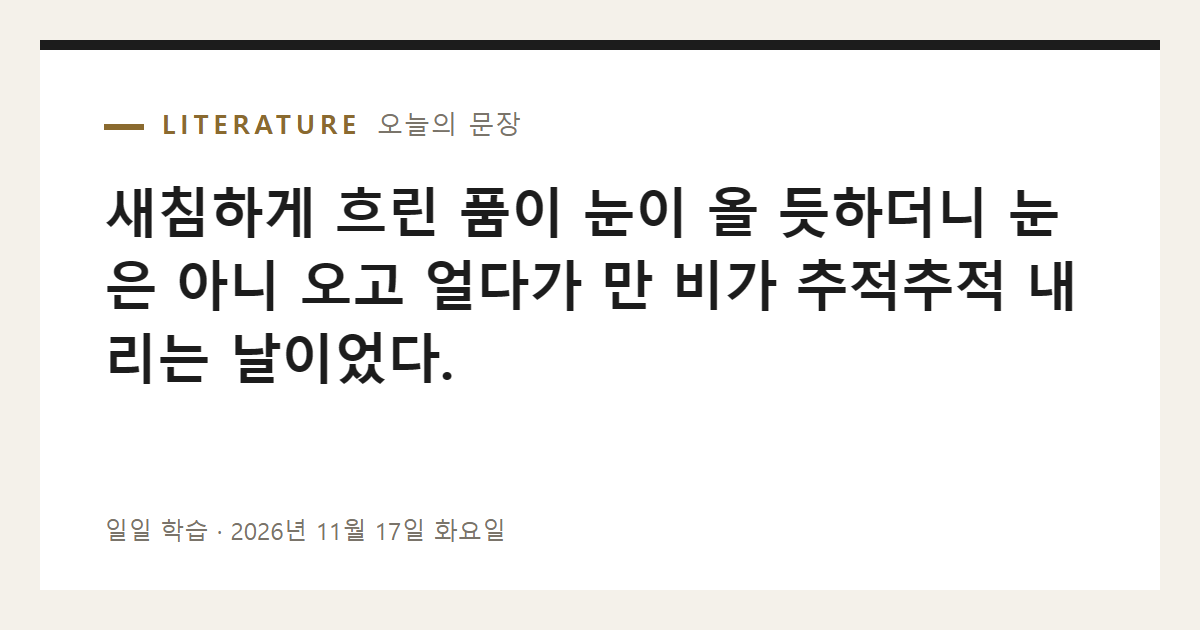 LITERATURE 오늘의 문장
새침하게 흐린 품이 눈이 올 듯하더니 눈
은 아니 오고 얼다가 만 비가 추적추적 내
리는 날이었다.
일일 학습 · 2026년 11월 17일 화요일